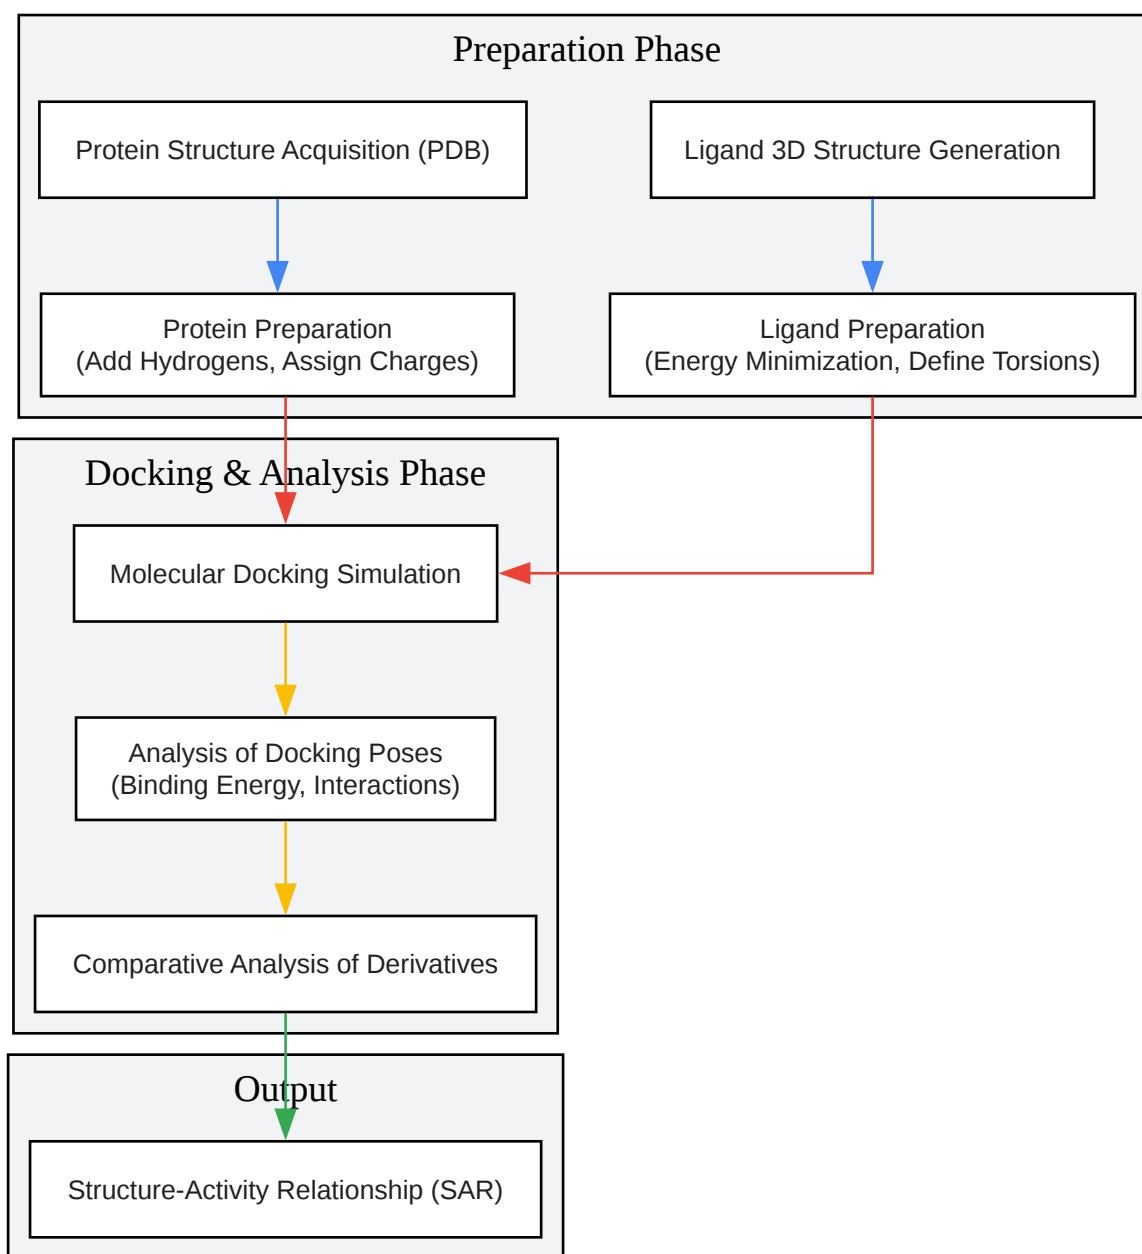 Preparation Phase
Protein Structure Acquisition (PDB)
Ligand 3D Structure Generation
Protein Preparation
(Add Hydrogens, Assign Charges)
Ligand Preparation
(Energy Minimization, Define Torsions)
Docking & Analysis Phase
Molecular Docking Simulation
Analysis of Docking Poses
(Binding Energy, Interactions)
Comparative Analysis of Derivatives
Output
Structure-Activity Relationship (SAR)